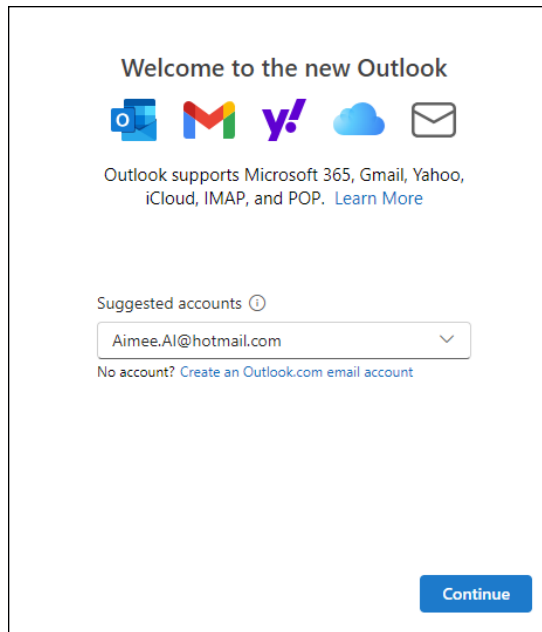 Welcome to the new Outlook
O
y!
Outlook supports Microsoft 365, Gmail, Yahoo,
iCloud, IMAP, and POP. Learn More
Suggested accounts
Aimee.Al@hotmail.com
No account? Create an Outlook.com email account
Continue